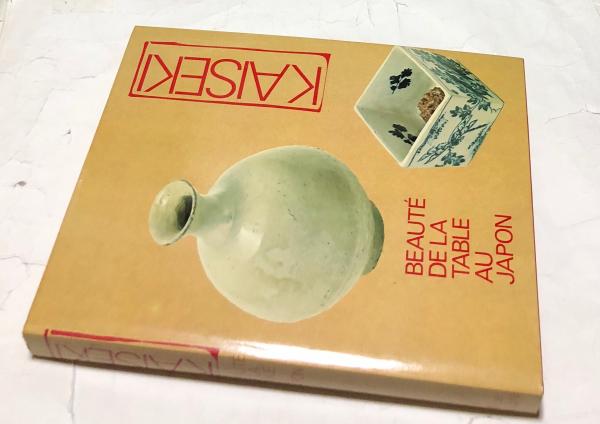 KAISEKI
BEAUTÉ
DE LA
TABLE
AU
JAPON
KAISEKI